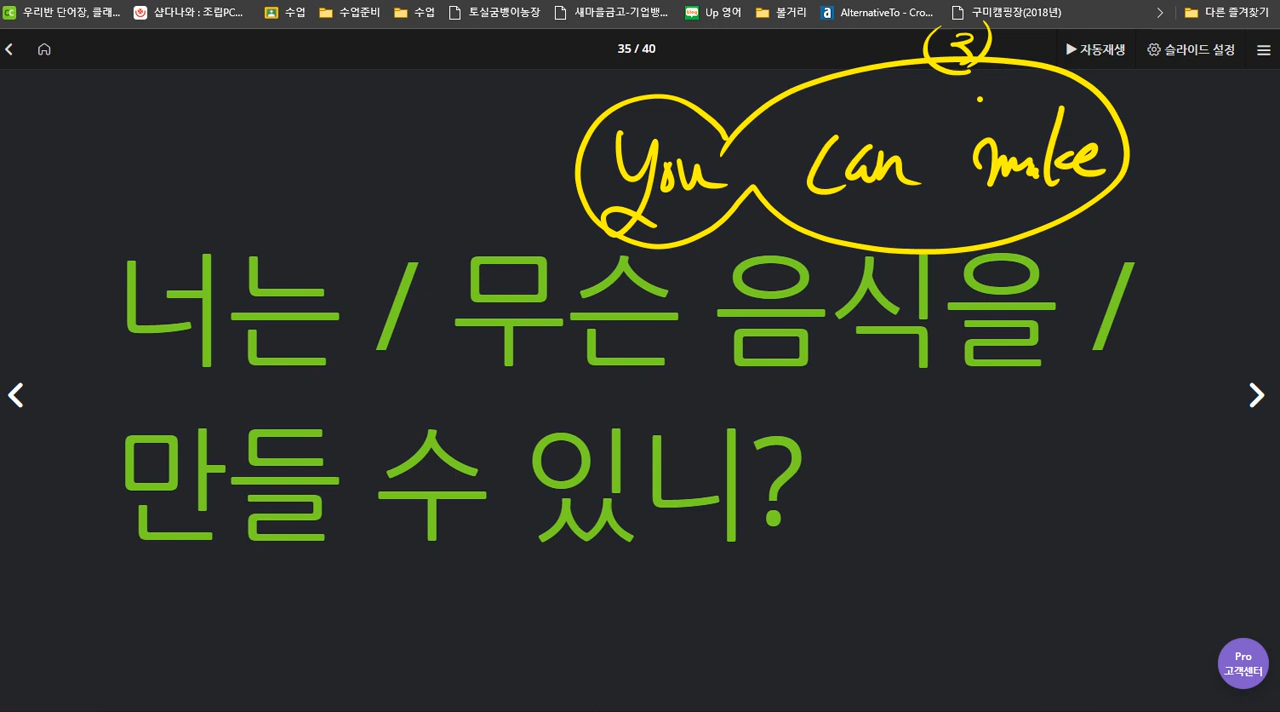 우리반 단어장, 클래... 샵다나와 : 조립PC... 수업 수업준비 수업 토실굼벵이농장 새마을금고-기업뱅... Up 영어 볼거리 AlternativeTo - Cro... 구미캠핑장(2018년) 다른 즐겨찾기
35 / 40 자동재생 슬라이드 설정
3
You can make
너는 / 무슨 음식을 /
만들 수 있니?
Pro
고객센터